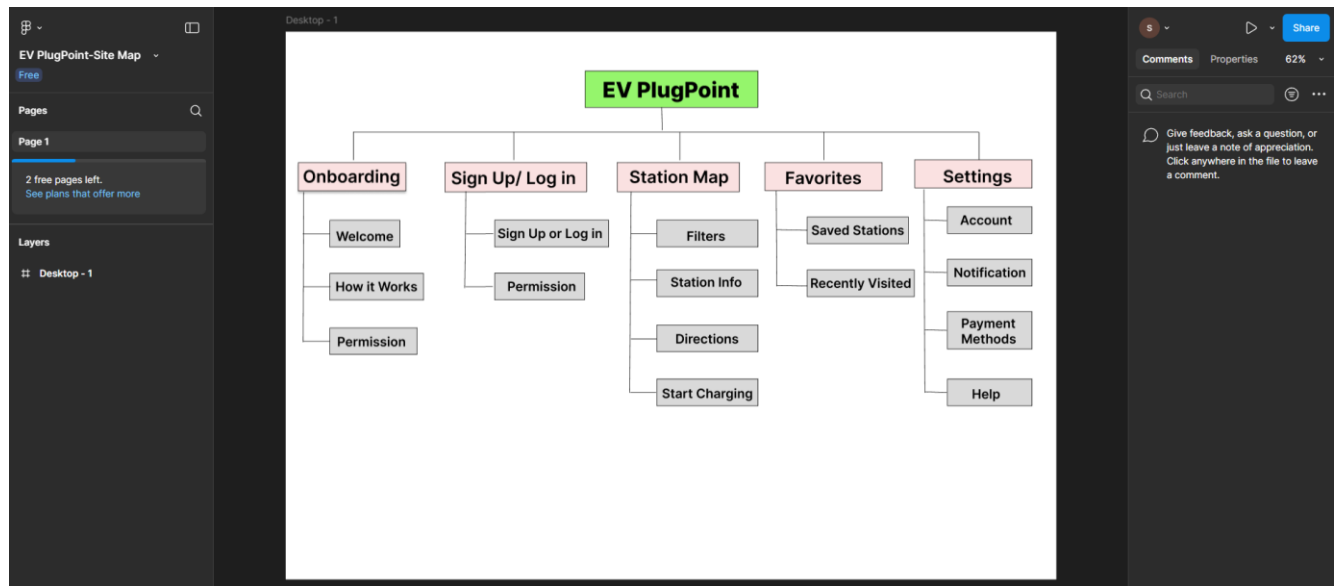 EV PlugPoint-Site Map
Free
Pages
Page 1
2 free pages left.
See plans that offer more
Layers
Desktop - 1
Desktop - 1
EV PlugPoint
Onboarding
Welcome
How it Works
Permission
Sign Up/ Log in
Sign Up or Log in
Permission
Station Map
Filters
Station Info
Directions
Start Charging
Favorites
Saved Stations
Recently Visited
Settings
Account
Notification
Payment
Methods
Help
S
Share
Comments Properties 62%
Search
Give feedback, ask a question, or
just leave a note of appreciation.
Click anywhere in the file to leave
a comment.